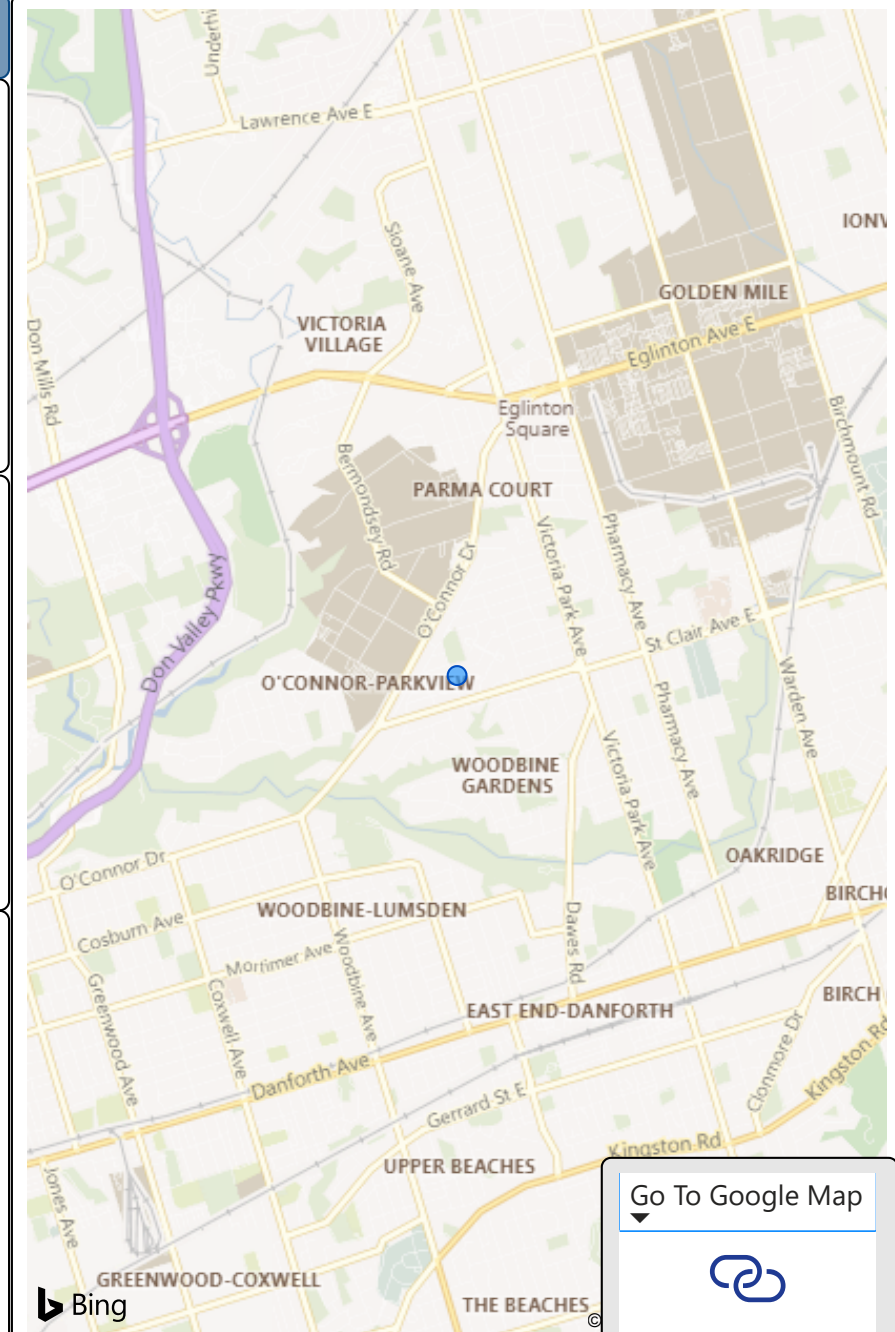 Underhi
Lawrence Ave E
Sloane Ave
IONV
GOLDEN MILE
VICTORIA
VILLAGE
Eglinton Ave E
Don Mills Rd
Eglinton
Square
Birchmount Rd
Bermondsey Rd
PARMA COURT
O'Connor Dr
Victoria Park Ave
Pharmacy Ave
Don Valley Pkwy
St Clair Ave E
O'CONNOR-PARKVIEW
Warden Ave
Pharmacy Ave
WOODBINE
GARDENS
Victoria Park Ave
OAKRIDGE
O'Connor Dr
BIRCH
WOODBINE-LUMSDEN
Cosburn Ave
Dawes Rd
Mortimer Ave
Woodbine Ave
Greenwood Ave
Coxwell Ave
BIRCH
EAST END-DANFORTH
Clonmore Dr
Kingston Rd
Danforth Ave
Gerrard St E
Kingston Rd
UPPER BEACHES
Jones Ave
Go To Google Map
GREENWOOD-COXWELL
Bing
THE BEACHES
©